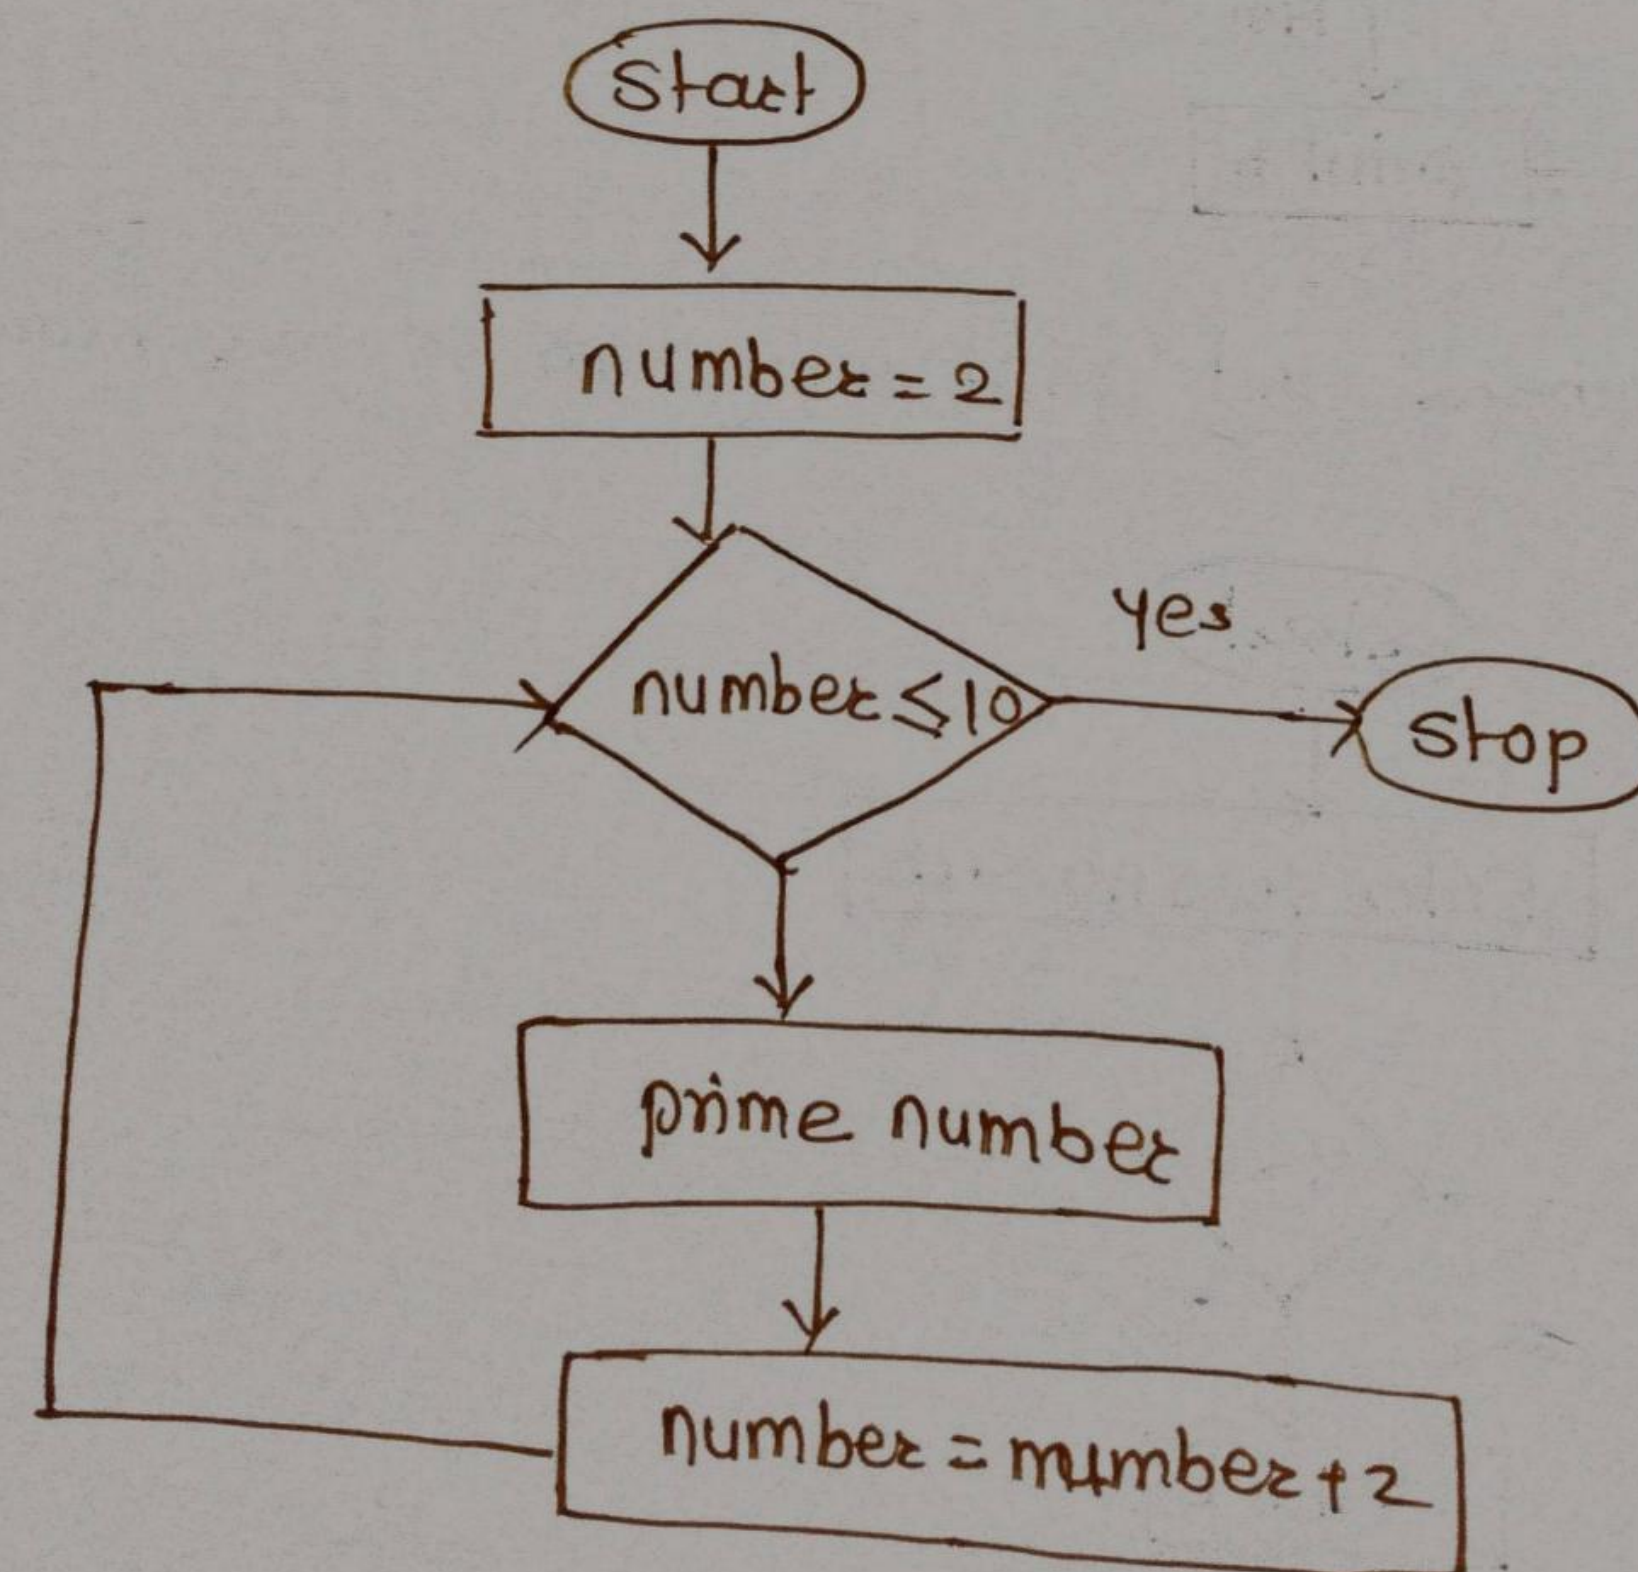 Start
number = 2
number ≤ 10
yes
Stop
prime number
number = number + 2